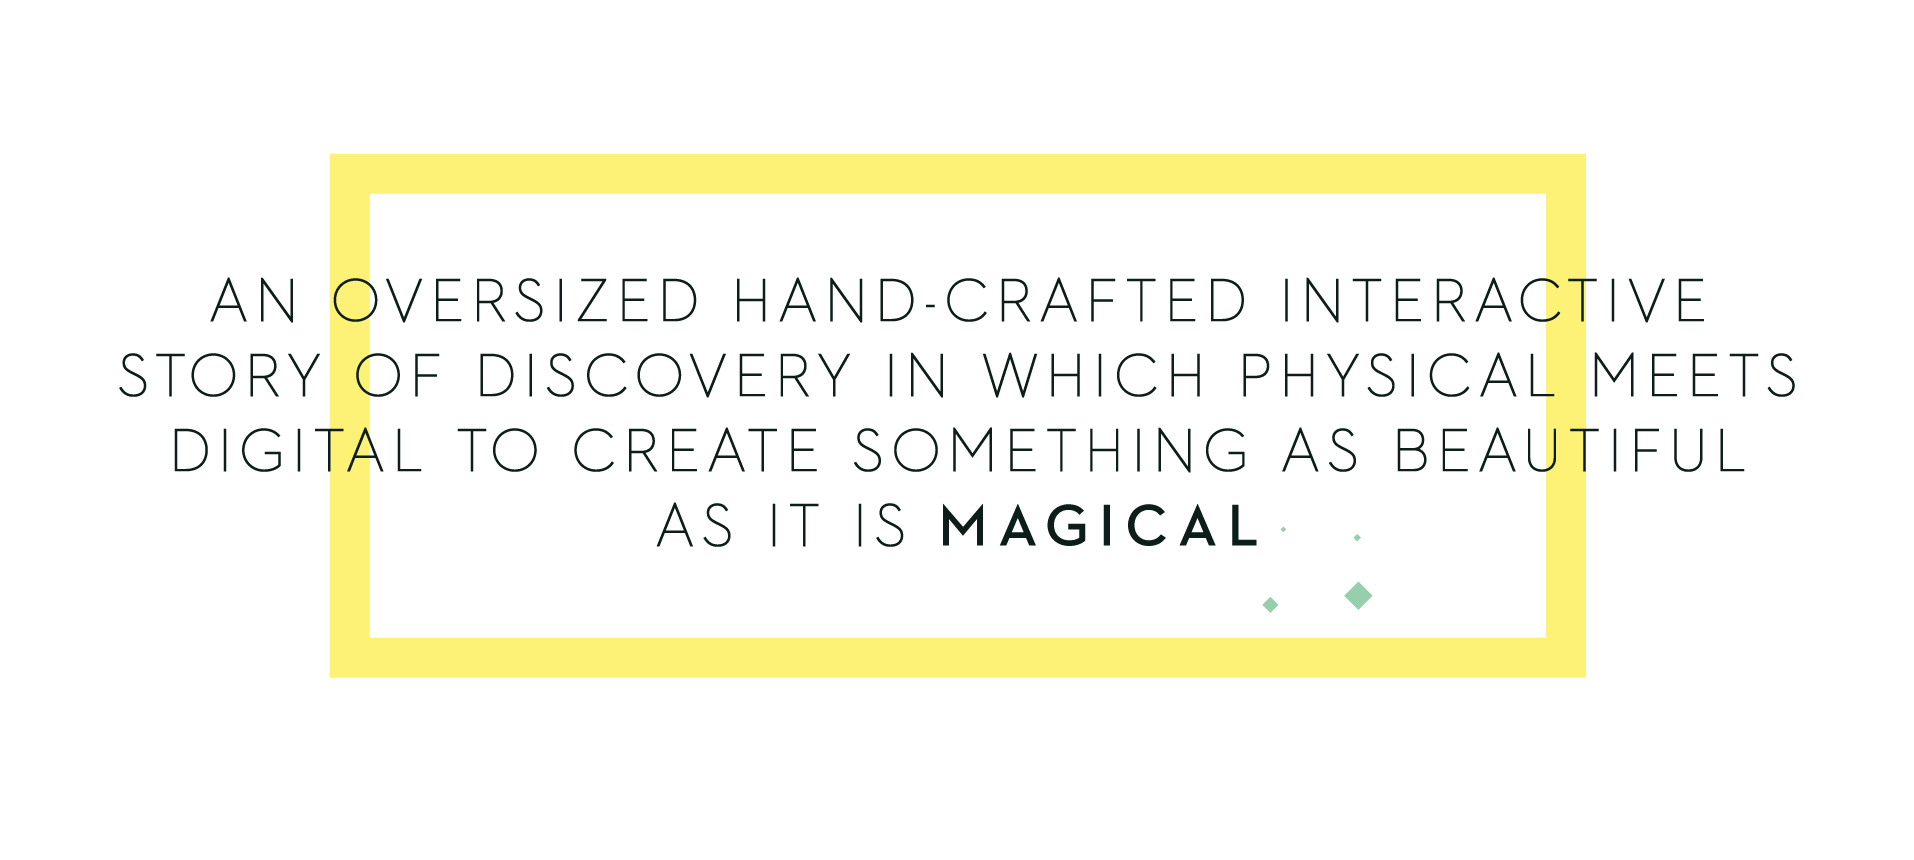 AN OVERSIZED HAND-CRAFTED INTERACTIVE
STORY OF DISCOVERY IN WHICH PHYSICAL MEETS
DIGITAL TO CREATE SOMETHING AS BEAUTIFUL
AS IT IS MAGICAL